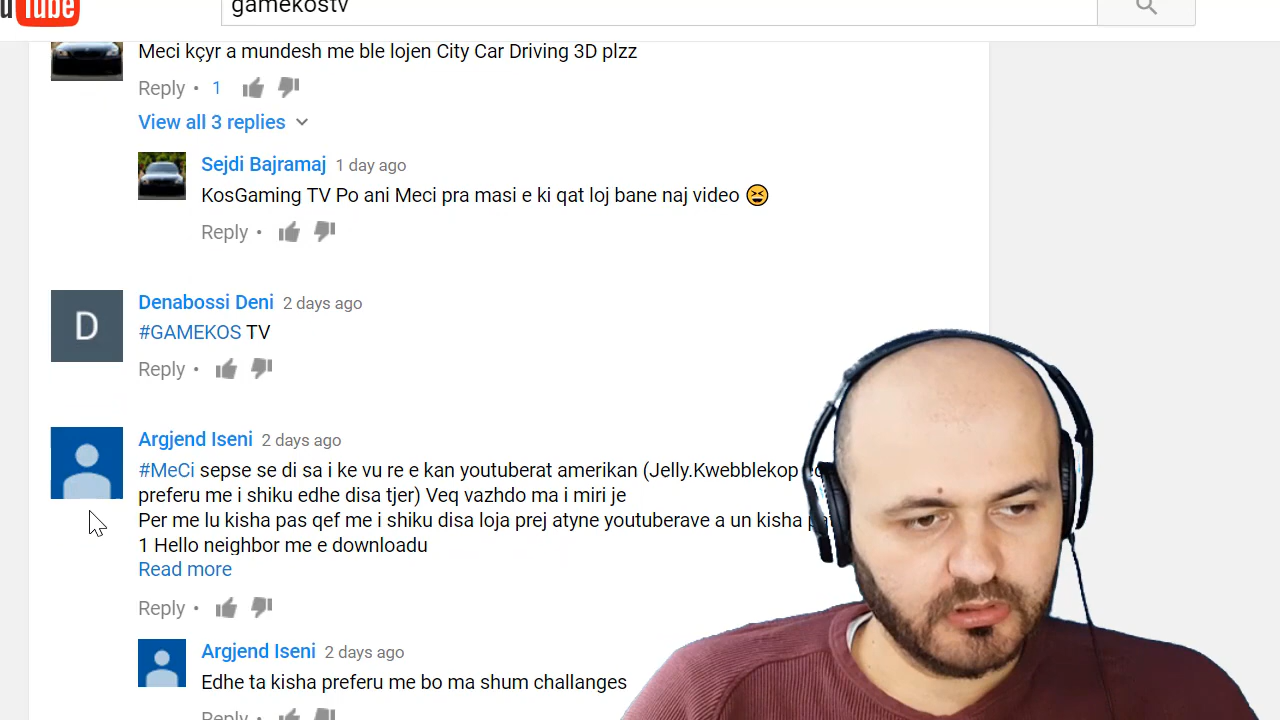 Tube
gamekostv
Meci kçyr a mundesh me ble lojen City Car Driving 3D plzz
Reply • 1
View all 3 replies
Sejdi Bajramaj 1 day ago
KosGaming TV Po ani Meci pra masi e ki qat loj bane naj video 😆
Reply •
Denabossi Deni 2 days ago
#GAMEKOS TV
Reply •
Argjend Iseni 2 days ago
#MeCi sepse se di sa i ke vu re e kan youtuberat amerikan (Jelly.Kwebblekop
preferu me i shiku edhe disa tjer) Veq vazhdo ma i miri je
Per me lu kisha pas qef me i shiku disa loja prej atyne youtuberave a un kisha
1 Hello neighbor me e downloadu
Read more
Reply •
Argjend Iseni 2 days ago
Edhe ta kisha preferu me bo ma shum challanges
Reply